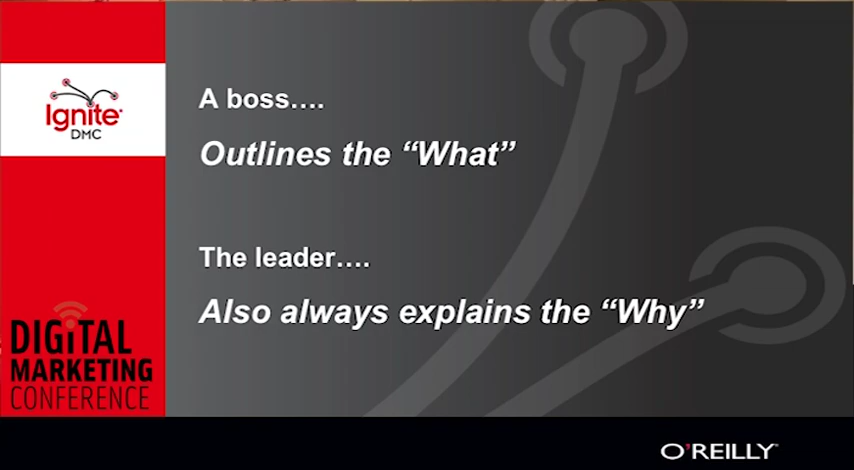 Ignite
DMC
DIGITAL
MARKETING
CONFERENCE
A boss....
Outlines the “What”
The leader....
Also always explains the “Why”
O'REILLY